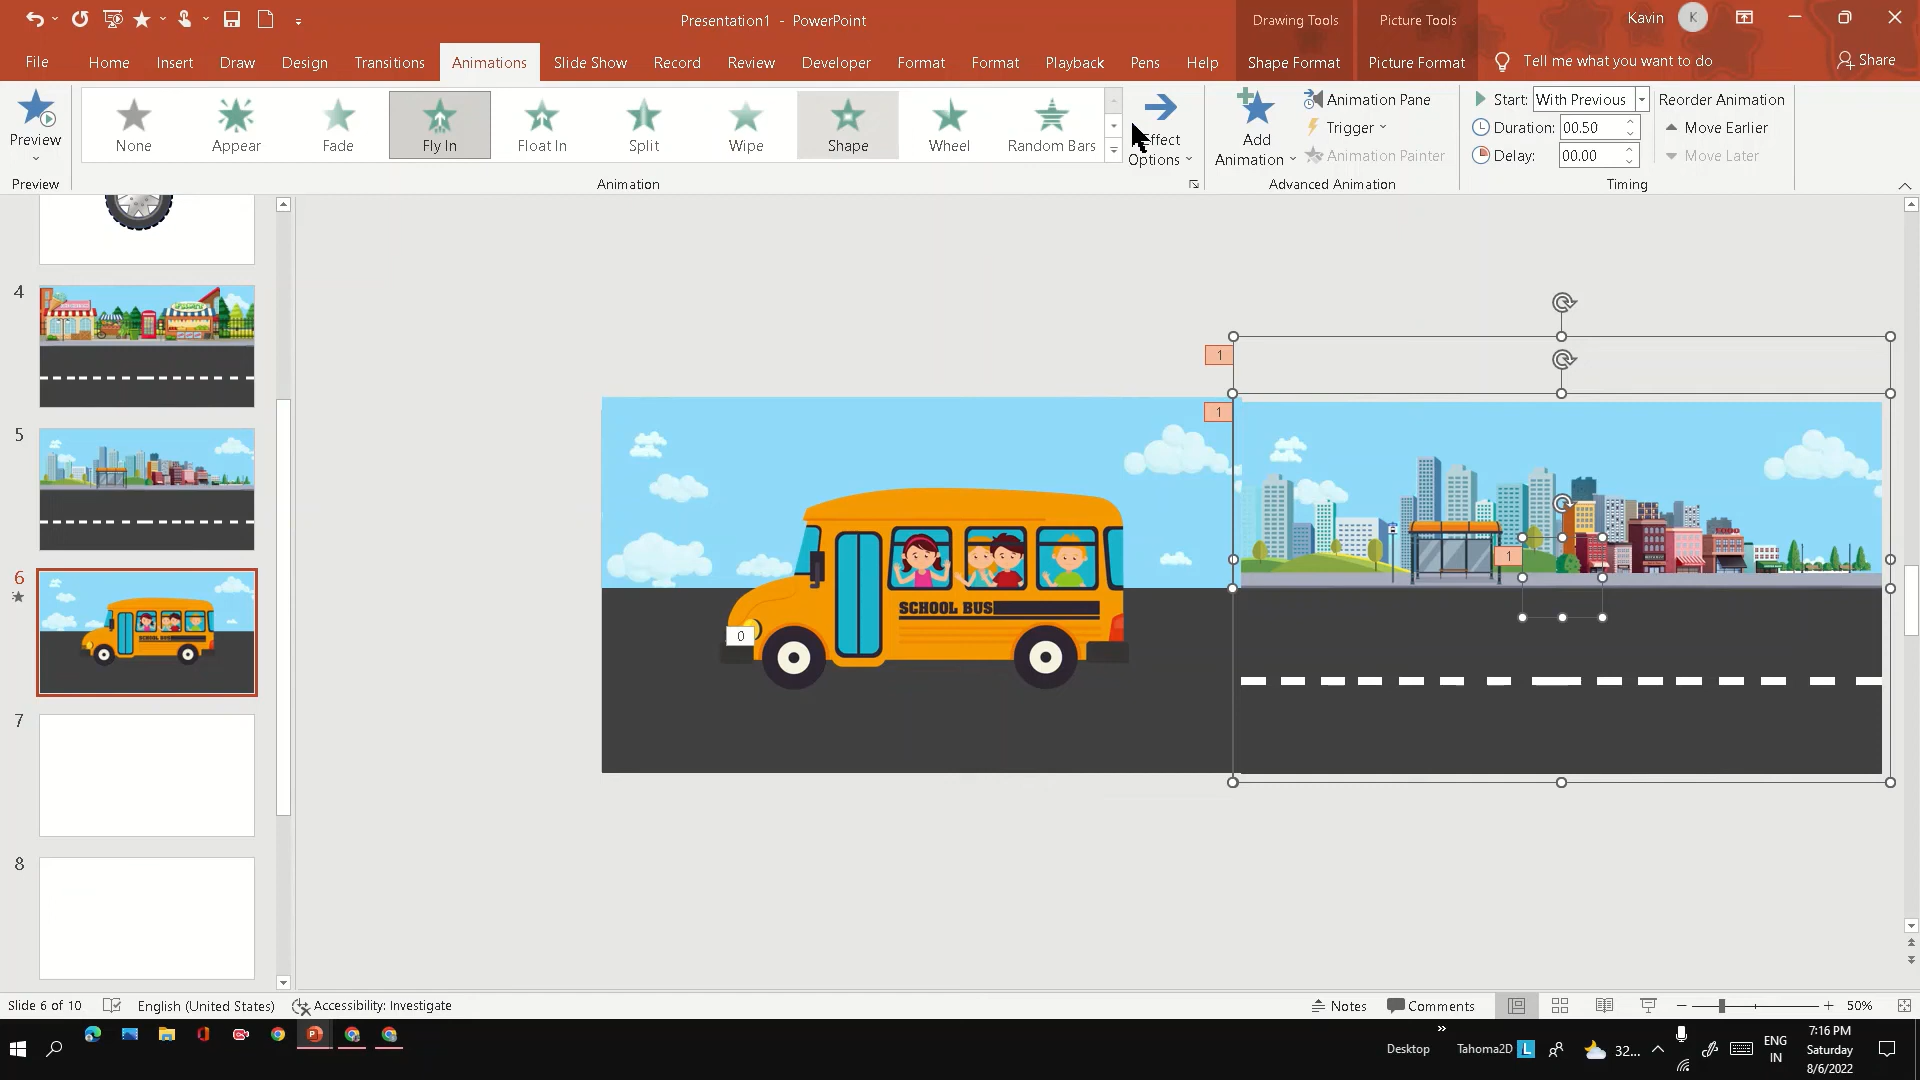 Presentation1 - PowerPoint
Drawing Tools
Picture Tools
Kavin
K
File
Home
Insert
Draw
Design
Transitions
Animations
Slide Show
Record
Review
Developer
Format
Format
Playback
Pens
Help
Shape Format
Picture Format
Tell me what you want to do
Share
Preview
None
Appear
Fade
Fly In
Float In
Split
Wipe
Shape
Wheel
Random Bars
Effect
Options
Add
Animation
Animation Pane
Trigger
Animation Painter
Start: With Previous
Duration: 00.50
Delay: 00.00
Reorder Animation
Move Earlier
Move Later
Preview
Animation
Advanced Animation
Timing
4
5
6
7
8
1
1
1
0
SCHOOL BUS
Slide 6 of 10
English (United States)
Accessibility: Investigate
Notes
Comments
50%
Desktop
Tahoma2D
L
32...
ENG
IN
7:16 PM
Saturday
8/6/2022